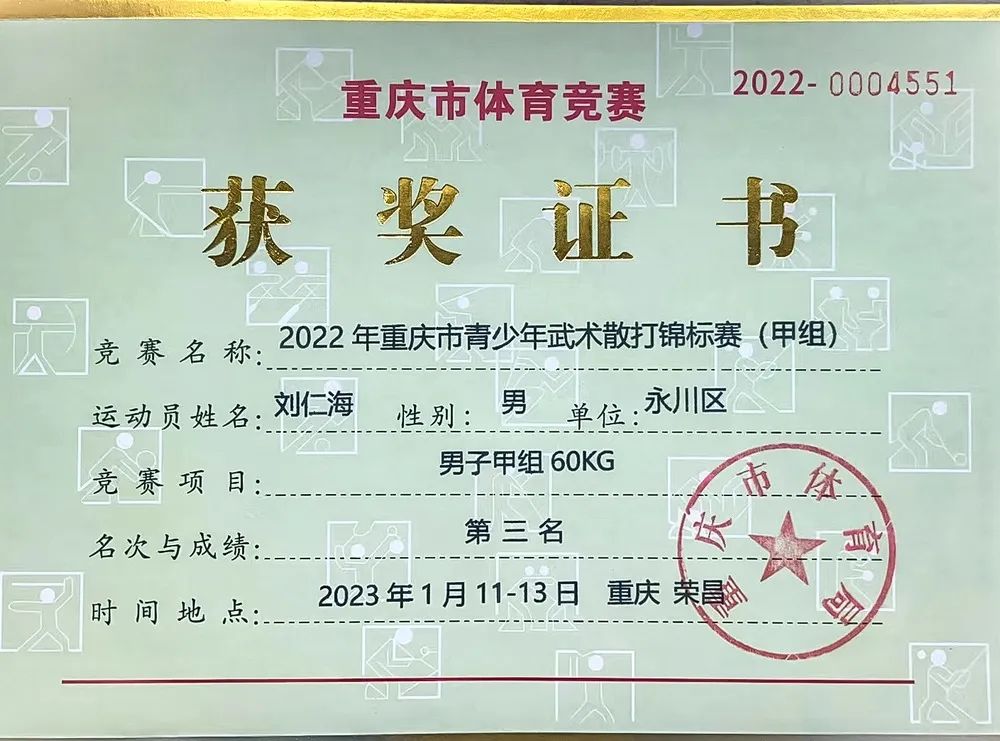 重庆市体育竞赛
2022-0004551
获奖证书
竞赛名称:2022年重庆市青少年武术散打锦标赛（甲组）
运动员姓名:刘仁海 性别:男 单位:永川区
竞赛项目:男子甲组60KG
名次与成绩:第三名
时间地点:2023年1月11-13日 重庆 荣昌
重庆市体育局